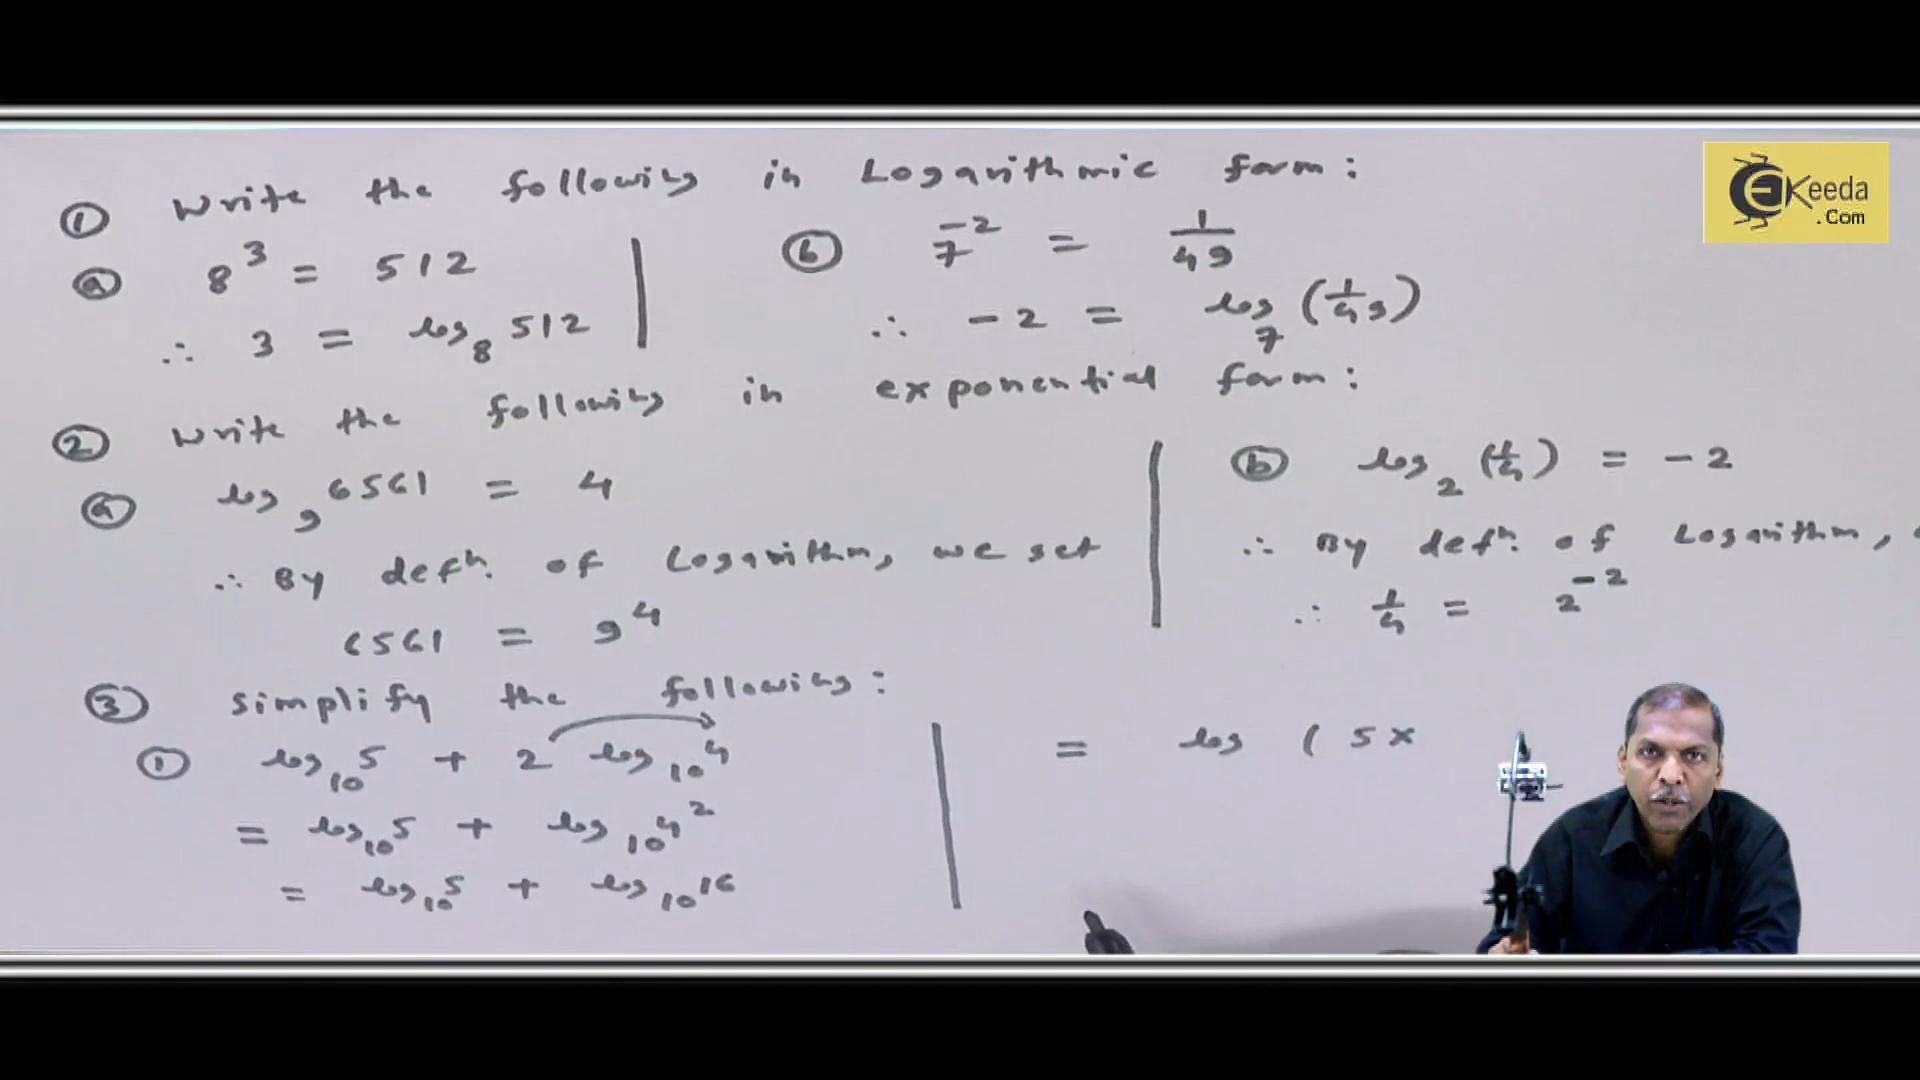 ① Write the following in Logarithmic form :
ⓐ 8³ = 512
∴ 3 = log₈ 512
ⓑ 7⁻² = 1/49
∴ -2 = log₇ (1/49)
② Write the following in exponential form :
ⓐ log₉ 6561 = 4
∴ By defⁿ. of Logarithm, we get
6561 = 9⁴
ⓑ log₂ (1/4) = -2
∴ By defⁿ. of Logarithm,
∴ 1/4 = 2⁻²
③ Simplify the following :
① log₁₀ 5 + 2 log₁₀ 4
= log₁₀ 5 + log₁₀ 4²
= log₁₀ 5 + log₁₀ 16
= log ( 5 ×
eKeeda
.Com